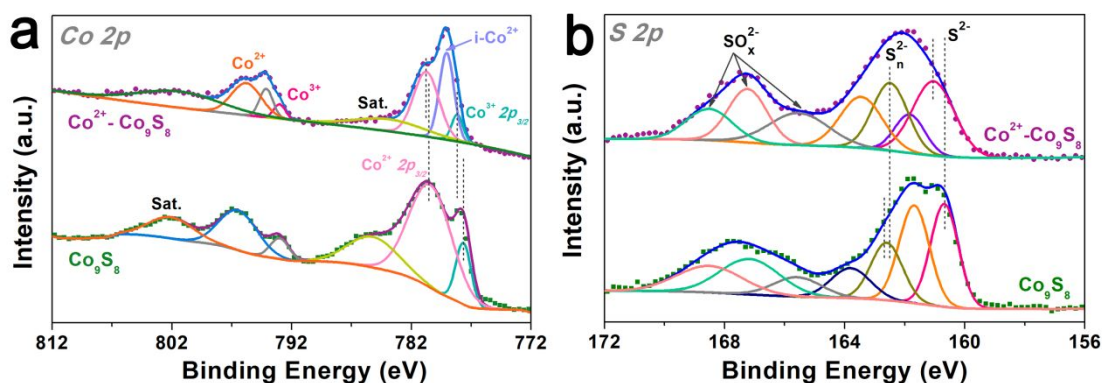 a
Co 2p
Co²⁺
Co³⁺
Sat.
i-Co²⁺
Co³⁺ 2p₃/₂
Co²⁺ - Co₉S₈
Co²⁺ 2p₃/₂
Sat.
Co₉S₈
Intensity (a.u.)
812 802 792 782 772
Binding Energy (eV)
b
S 2p
SOₓ²⁻
Sₙ²⁻
S²⁻
Co²⁺-Co₉S₈
Co₉S₈
Intensity (a.u.)
172 168 164 160 156
Binding Energy (eV)